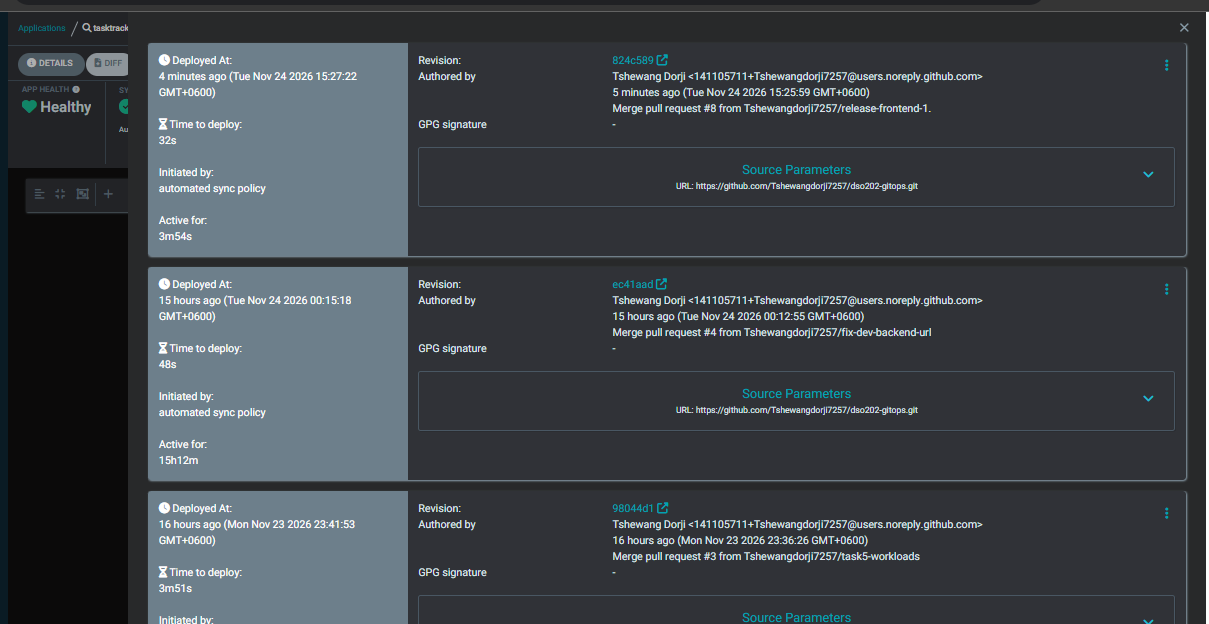 Applications / tasktrack
DETAILS
DIFF
APP HEALTH
Healthy
SY
Au
Deployed At:
4 minutes ago (Tue Nov 24 2026 15:27:22
GMT+0600)
Time to deploy:
32s
Initiated by:
automated sync policy
Active for:
3m54s
Revision:
824c589
Authored by
Tshewang Dorji <141105711+Tshewangdorji7257@users.noreply.github.com>
5 minutes ago (Tue Nov 24 2026 15:25:59 GMT+0600)
Merge pull request #8 from Tshewangdorji7257/release-frontend-1.
GPG signature
-
Source Parameters
URL: https://github.com/Tshewangdorji7257/dso202-gitops.git
Deployed At:
15 hours ago (Tue Nov 24 2026 00:15:18
GMT+0600)
Time to deploy:
48s
Initiated by:
automated sync policy
Active for:
15h12m
Revision:
ec41aad
Authored by
Tshewang Dorji <141105711+Tshewangdorji7257@users.noreply.github.com>
15 hours ago (Tue Nov 24 2026 00:12:55 GMT+0600)
Merge pull request #4 from Tshewangdorji7257/fix-dev-backend-url
GPG signature
-
Source Parameters
URL: https://github.com/Tshewangdorji7257/dso202-gitops.git
Deployed At:
16 hours ago (Mon Nov 23 2026 23:41:53
GMT+0600)
Time to deploy:
3m51s
Initiated by:
Revision:
98044d1
Authored by
Tshewang Dorji <141105711+Tshewangdorji7257@users.noreply.github.com>
16 hours ago (Mon Nov 23 2026 23:36:26 GMT+0600)
Merge pull request #3 from Tshewangdorji7257/task5-workloads
GPG signature
-
Source Parameters